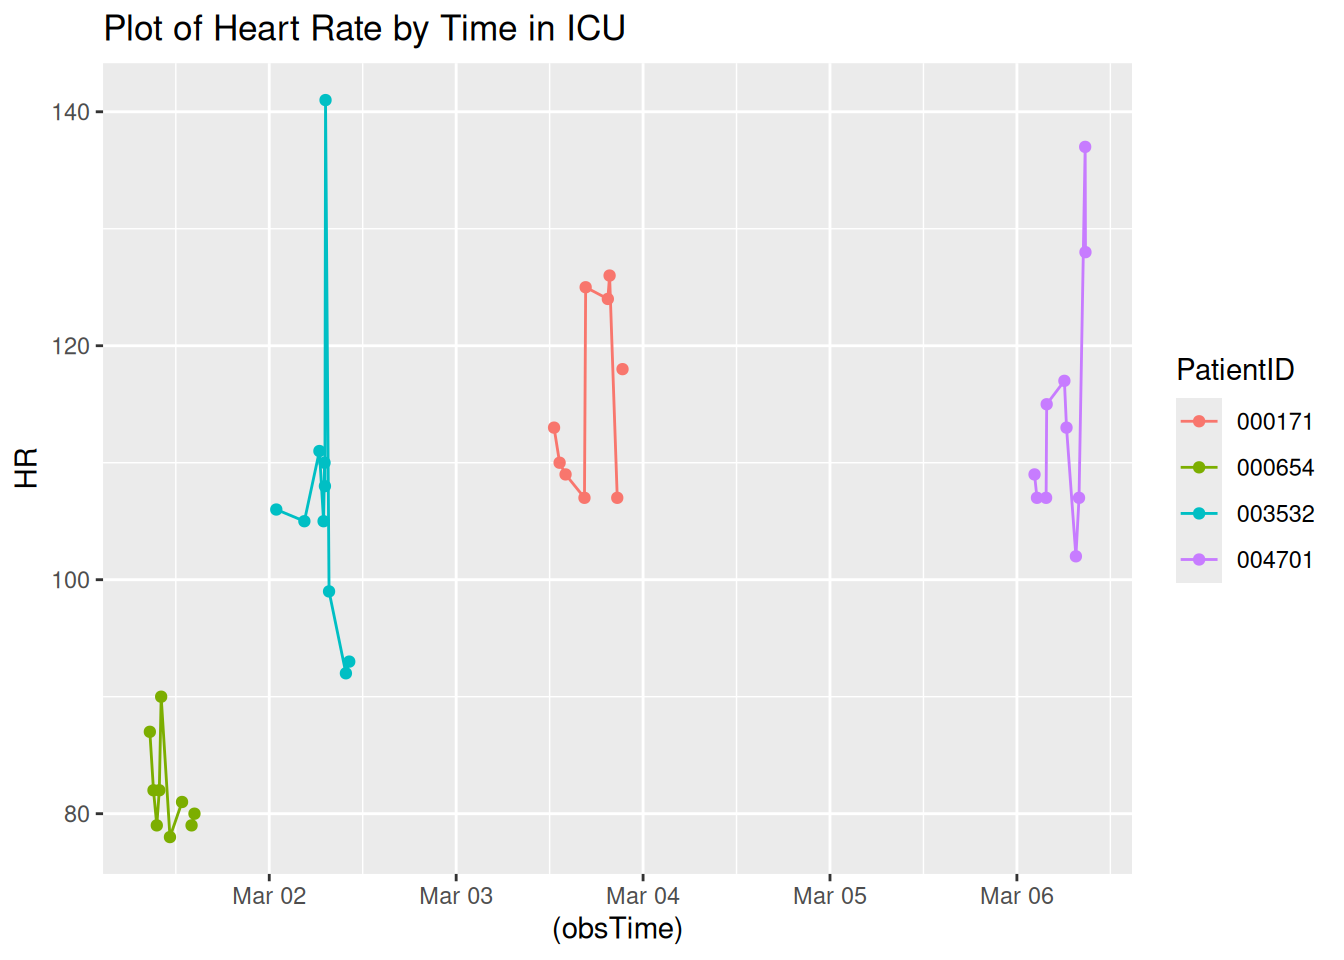 Plot of Heart Rate by Time in ICU
140
120
100
80
HR
Mar 02
Mar 03
Mar 04
Mar 05
Mar 06
(obsTime)
PatientID
000171
000654
003532
004701